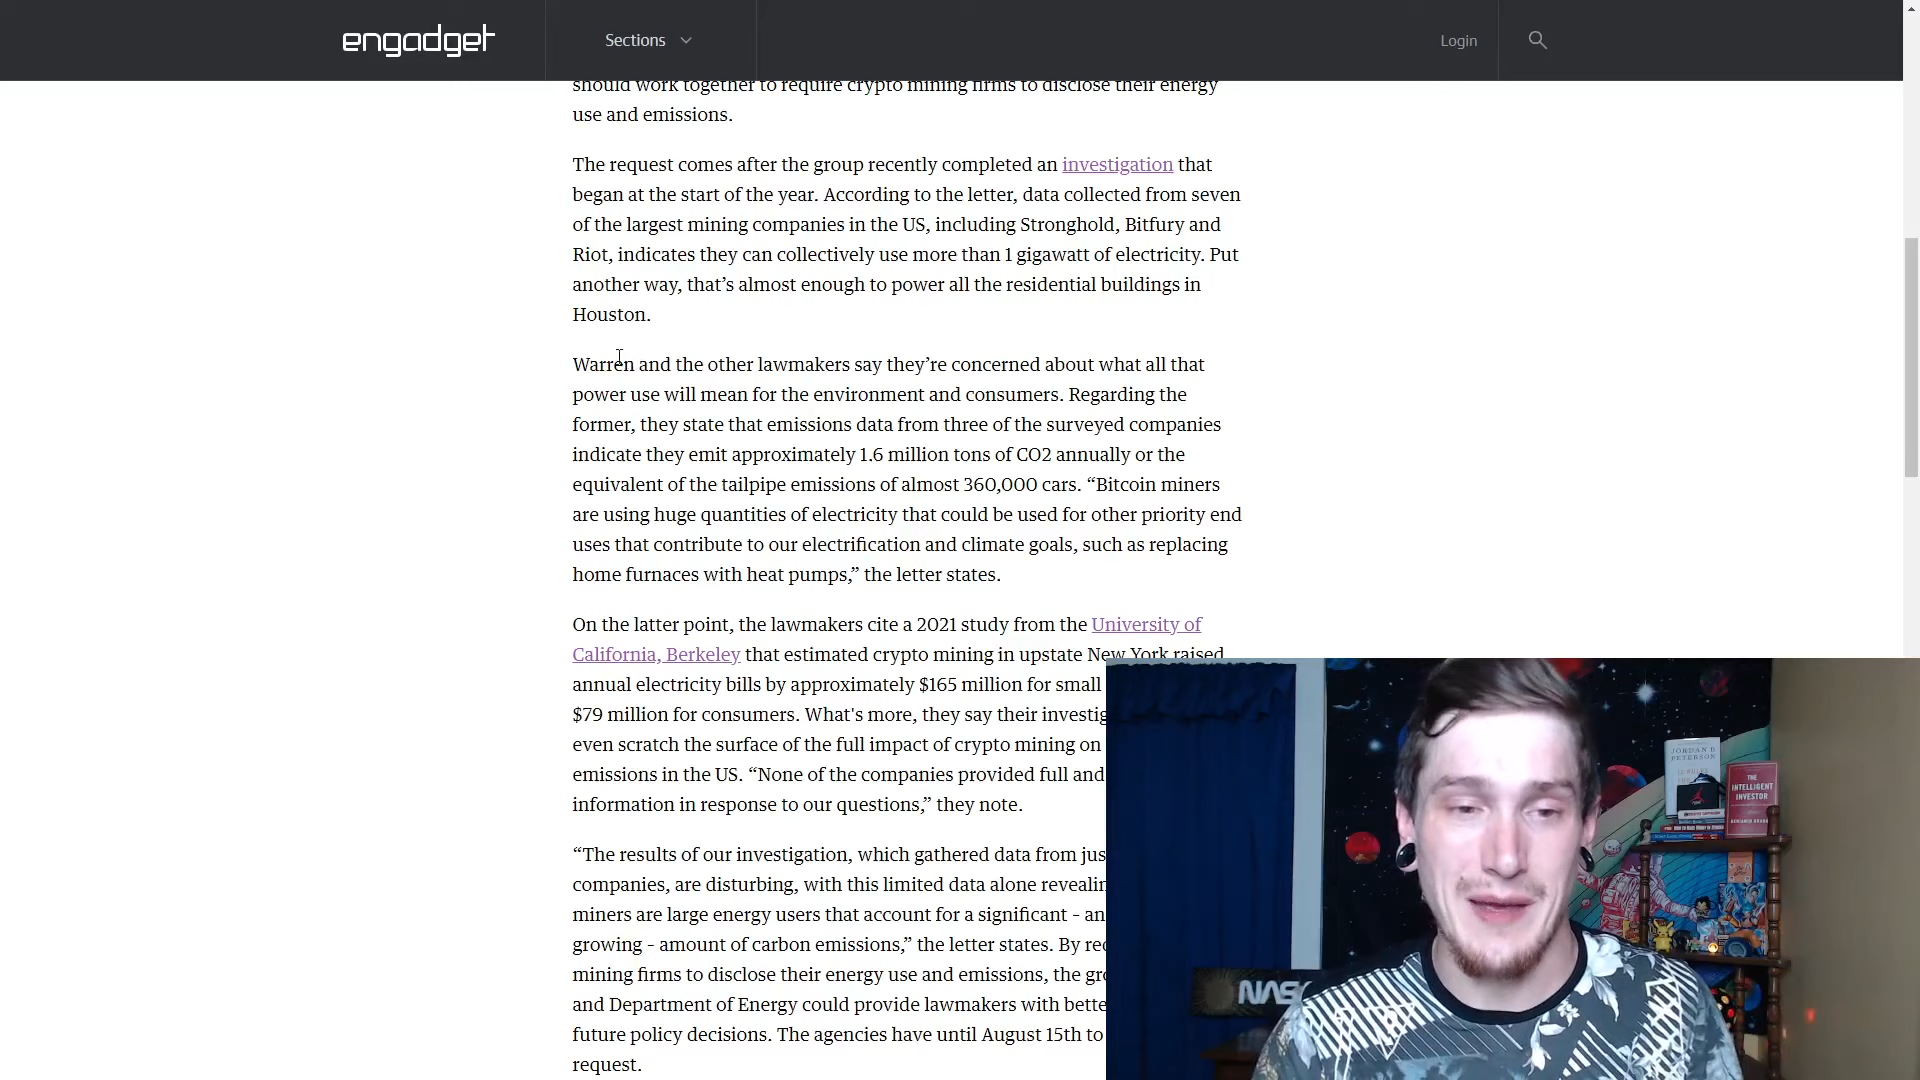 engadget
Sections
Login
should work together to require crypto mining firms to disclose their energy
use and emissions.
The request comes after the group recently completed an investigation that
began at the start of the year. According to the letter, data collected from seven
of the largest mining companies in the US, including Stronghold, Bitfury and
Riot, indicates they can collectively use more than 1 gigawatt of electricity. Put
another way, that’s almost enough to power all the residential buildings in
Houston.
Warren and the other lawmakers say they’re concerned about what all that
power use will mean for the environment and consumers. Regarding the
former, they state that emissions data from three of the surveyed companies
indicate they emit approximately 1.6 million tons of CO2 annually or the
equivalent of the tailpipe emissions of almost 360,000 cars. “Bitcoin miners
are using huge quantities of electricity that could be used for other priority end
uses that contribute to our electrification and climate goals, such as replacing
home furnaces with heat pumps,” the letter states.
On the latter point, the lawmakers cite a 2021 study from the University of
California, Berkeley that estimated crypto mining in upstate New York raised
annual electricity bills by approximately $165 million for small
$79 million for consumers. What's more, they say their investig
even scratch the surface of the full impact of crypto mining on
emissions in the US. “None of the companies provided full and
information in response to our questions,” they note.
“The results of our investigation, which gathered data from jus
companies, are disturbing, with this limited data alone revealin
miners are large energy users that account for a significant – an
growing – amount of carbon emissions,” the letter states. By rec
mining firms to disclose their energy use and emissions, the gro
and Department of Energy could provide lawmakers with bette
future policy decisions. The agencies have until August 15th to
request.
JORDAN B
PETERSON
THE
INTELLIGENT
INVESTOR
NAS